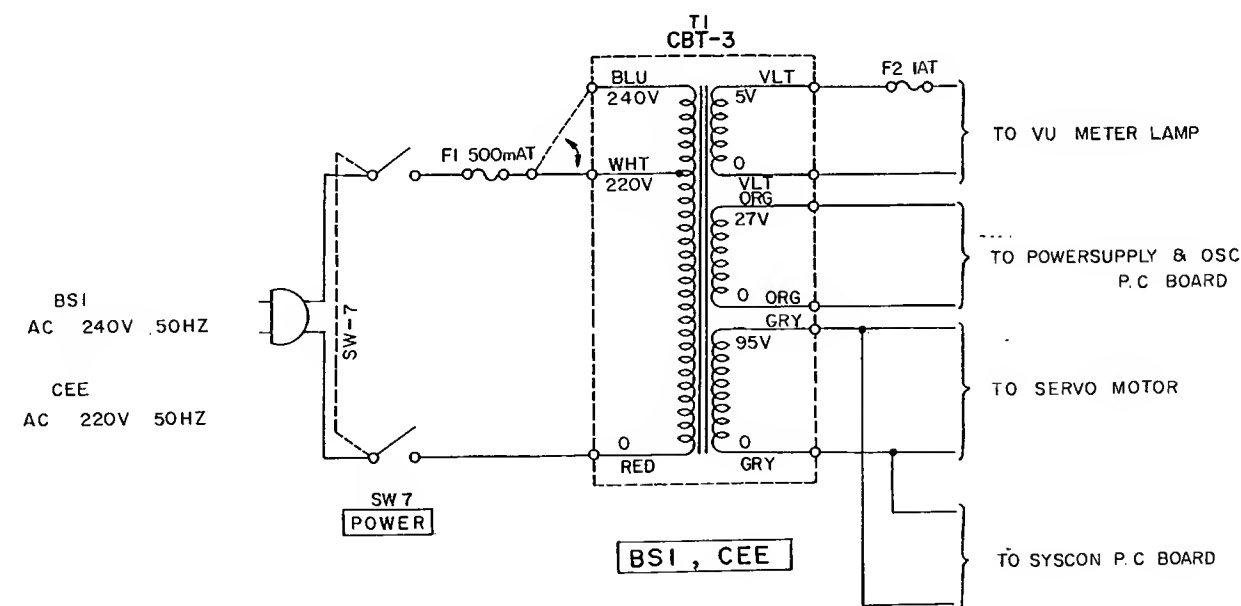 T1
CBT-3
BLU
240V
VLT
5V
F2 1AT
TO VU METER LAMP
F1 500mAT
WHT
220V
0
VLT
ORG
27V
TO POWERSUPPLY & OSC
P.C BOARD
0 ORG
GRY
95V
BSI
AC 240V 50HZ
SW-7
CEE
AC 220V 50HZ
TO SERVO MOTOR
0
RED
0
GRY
SW7
POWER
BSI , CEE
TO SYSCON P.C BOARD